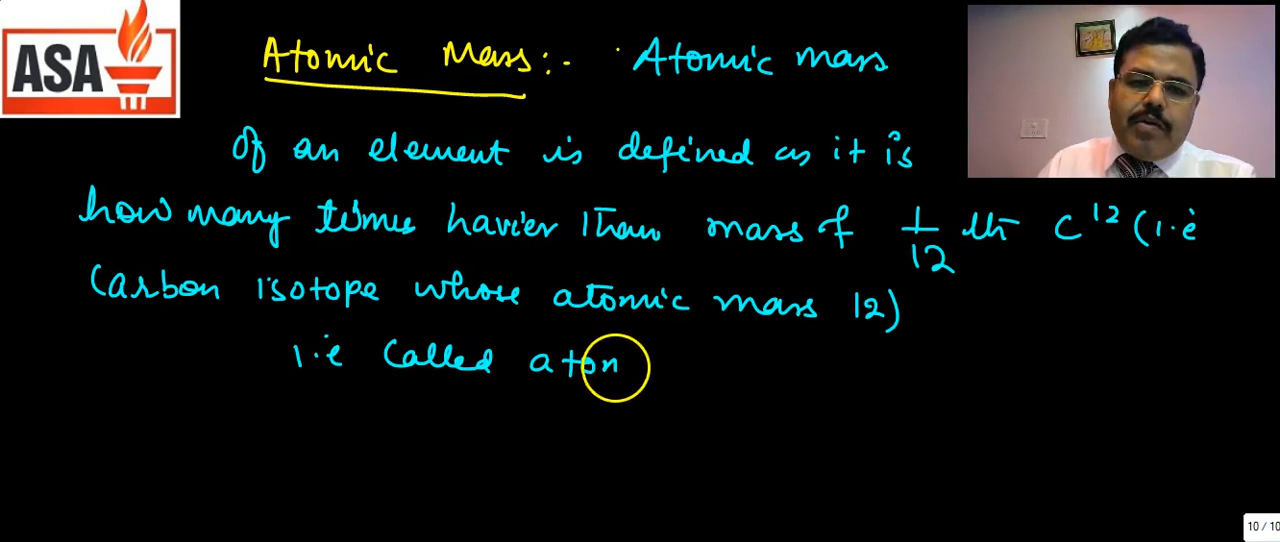 ASA
Atomic Mass:- Atomic mass
of an element is defined as it is
how many times havier than mass of 1/12 th C¹² (i.e
Carbon isotope whose atomic mass 12)
i.e Called atom
10 / 10